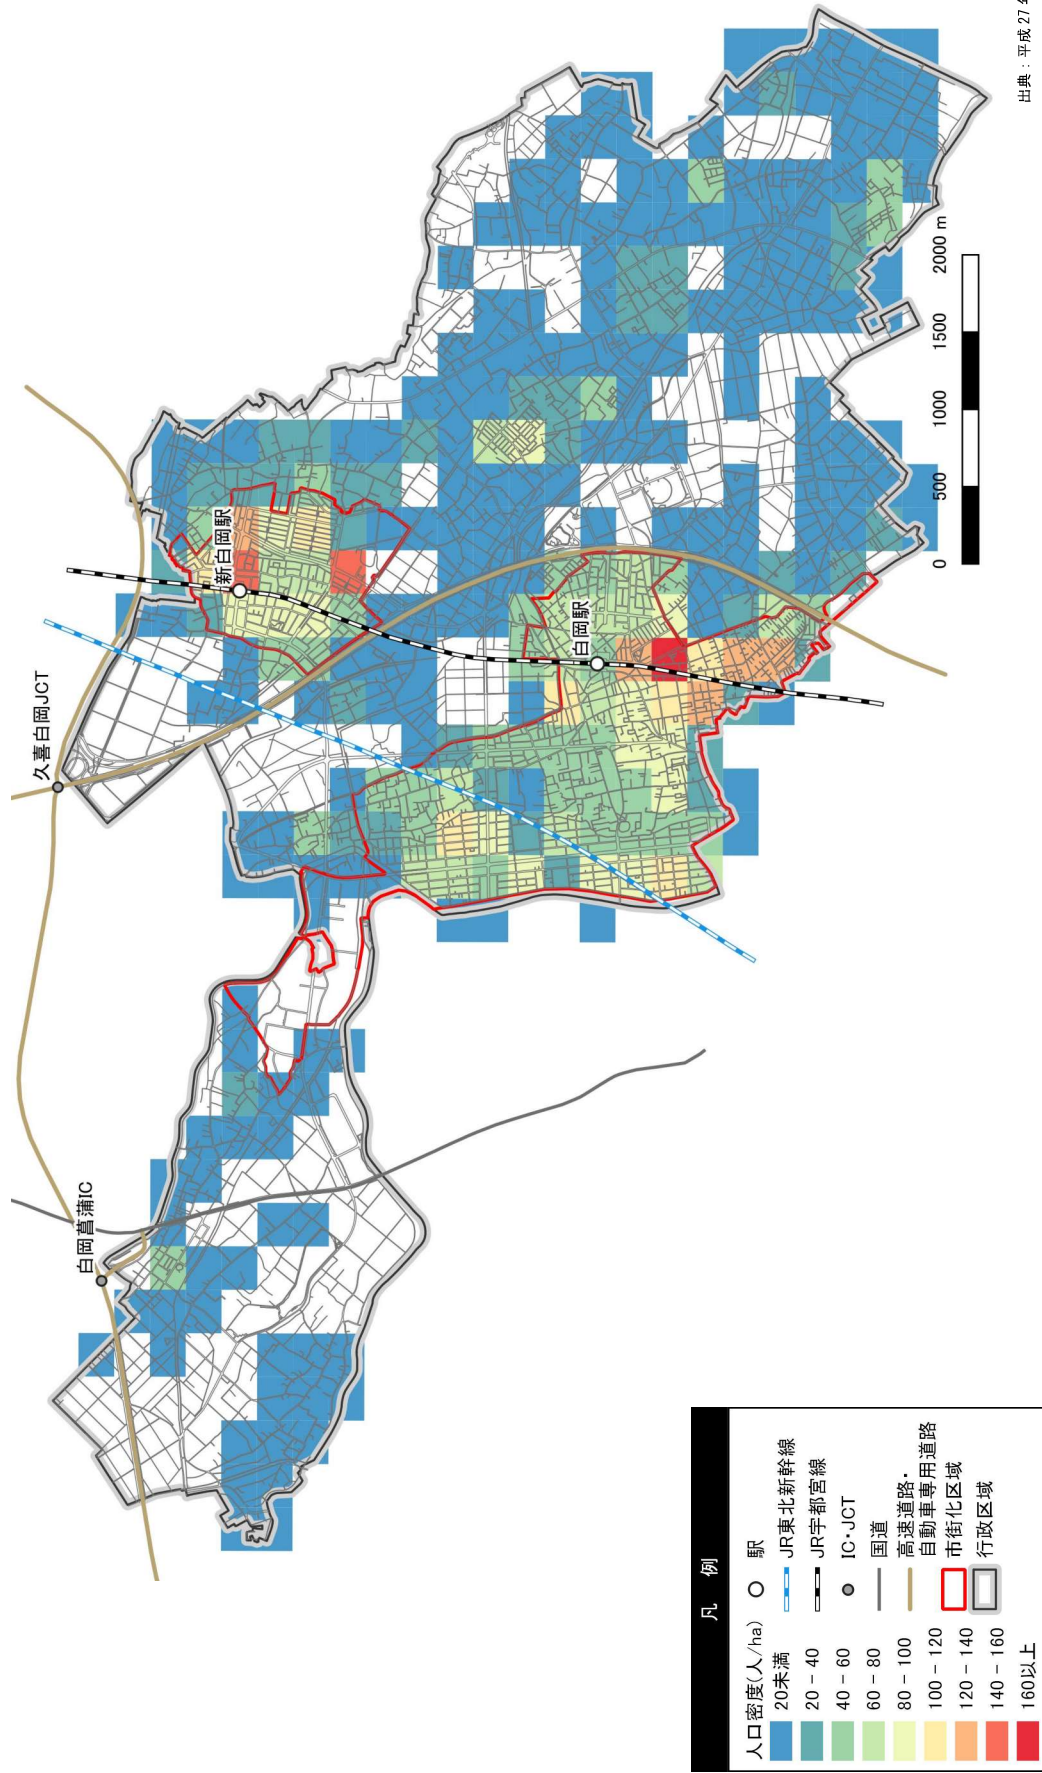 出典：平成 27 年
久喜白岡JCT
新白岡駅
白岡菖蒲IC
白岡駅
0
500
1000
1500
2000 m
凡 例
人口密度(人/ha)
20未満
20 - 40
40 - 60
60 - 80
80 - 100
100 - 120
120 - 140
140 - 160
160以上
駅
JR東北新幹線
JR宇都宮線
IC・JCT
国道
高速道路・
自動車専用道路
市街化区域
行政区域